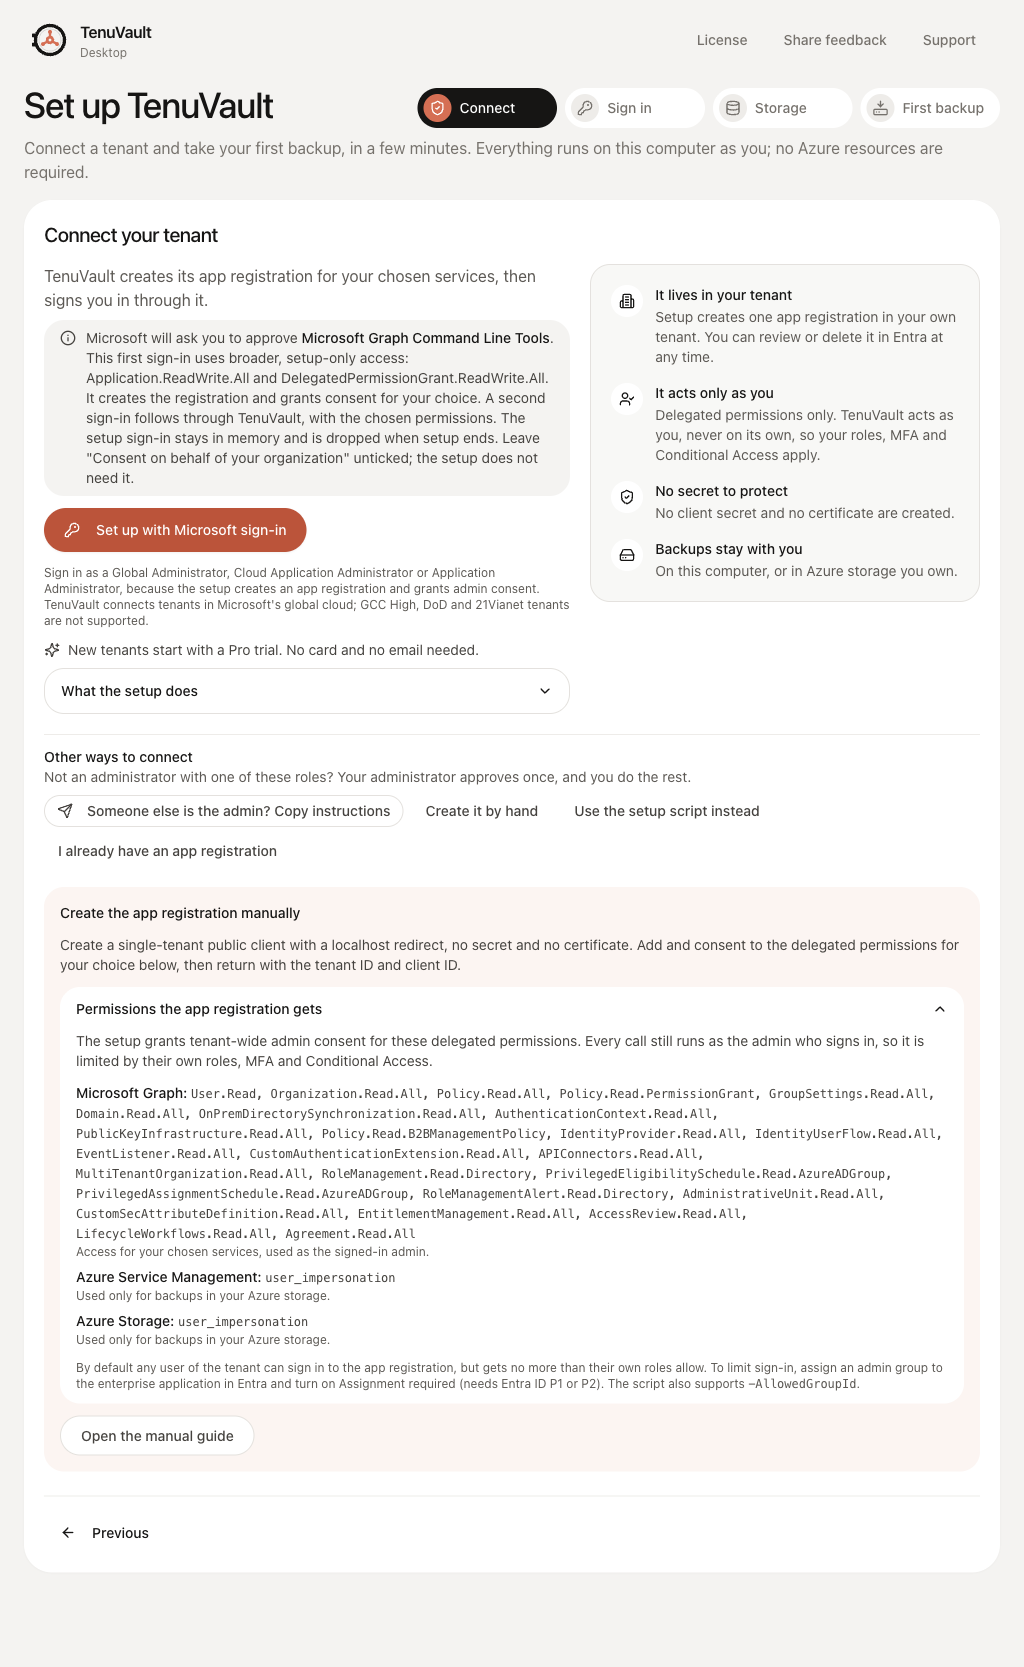 TenuVault
Desktop
License
Share feedback
Support
Set up TenuVault
Connect
Sign in
Storage
First backup
Connect a tenant and take your first backup, in a few minutes. Everything runs on this computer as you; no Azure resources are
required.
Connect your tenant
TenuVault creates its app registration for your chosen services, then
signs you in through it.
Microsoft will ask you to approve Microsoft Graph Command Line Tools.
This first sign-in uses broader, setup-only access:
Application.ReadWrite.All and DelegatedPermissionGrant.ReadWrite.All.
It creates the registration and grants consent for your choice. A second
sign-in follows through TenuVault, with the chosen permissions. The
setup sign-in stays in memory and is dropped when setup ends. Leave
"Consent on behalf of your organization" unticked; the setup does not
need it.
Set up with Microsoft sign-in
Sign in as a Global Administrator, Cloud Application Administrator or Application
Administrator, because the setup creates an app registration and grants admin consent.
TenuVault connects tenants in Microsoft's global cloud; GCC High, DoD and 21Vianet tenants
are not supported.
New tenants start with a Pro trial. No card and no email needed.
What the setup does
It lives in your tenant
Setup creates one app registration in your own
tenant. You can review or delete it in Entra at
any time.
It acts only as you
Delegated permissions only. TenuVault acts as
you, never on its own, so your roles, MFA and
Conditional Access apply.
No secret to protect
No client secret and no certificate are created.
Backups stay with you
On this computer, or in Azure storage you own.
Other ways to connect
Not an administrator with one of these roles? Your administrator approves once, and you do the rest.
Someone else is the admin? Copy instructions
Create it by hand
Use the setup script instead
I already have an app registration
Create the app registration manually
Create a single-tenant public client with a localhost redirect, no secret and no certificate. Add and consent to the delegated permissions for
your choice below, then return with the tenant ID and client ID.
Permissions the app registration gets
The setup grants tenant-wide admin consent for these delegated permissions. Every call still runs as the admin who signs in, so it is
limited by their own roles, MFA and Conditional Access.
Microsoft Graph: User.Read, Organization.Read.All, Policy.Read.All, Policy.Read.PermissionGrant, GroupSettings.Read.All,
Domain.Read.All, OnPremDirectorySynchronization.Read.All, AuthenticationContext.Read.All,
PublicKeyInfrastructure.Read.All, Policy.Read.B2BManagementPolicy, IdentityProvider.Read.All, IdentityUserFlow.Read.All,
EventListener.Read.All, CustomAuthenticationExtension.Read.All, APIConnectors.Read.All,
MultiTenantOrganization.Read.All, RoleManagement.Read.Directory, PrivilegedEligibilitySchedule.Read.AzureADGroup,
PrivilegedAssignmentSchedule.Read.AzureADGroup, RoleManagementAlert.Read.Directory, AdministrativeUnit.Read.All,
CustomSecAttributeDefinition.Read.All, EntitlementManagement.Read.All, AccessReview.Read.All,
LifecycleWorkflows.Read.All, Agreement.Read.All
Access for your chosen services, used as the signed-in admin.
Azure Service Management: user_impersonation
Used only for backups in your Azure storage.
Azure Storage: user_impersonation
Used only for backups in your Azure storage.
By default any user of the tenant can sign in to the app registration, but gets no more than their own roles allow. To limit sign-in, assign an admin group to
the enterprise application in Entra and turn on Assignment required (needs Entra ID P1 or P2). The script also supports -AllowedGroupId.
Open the manual guide
Previous